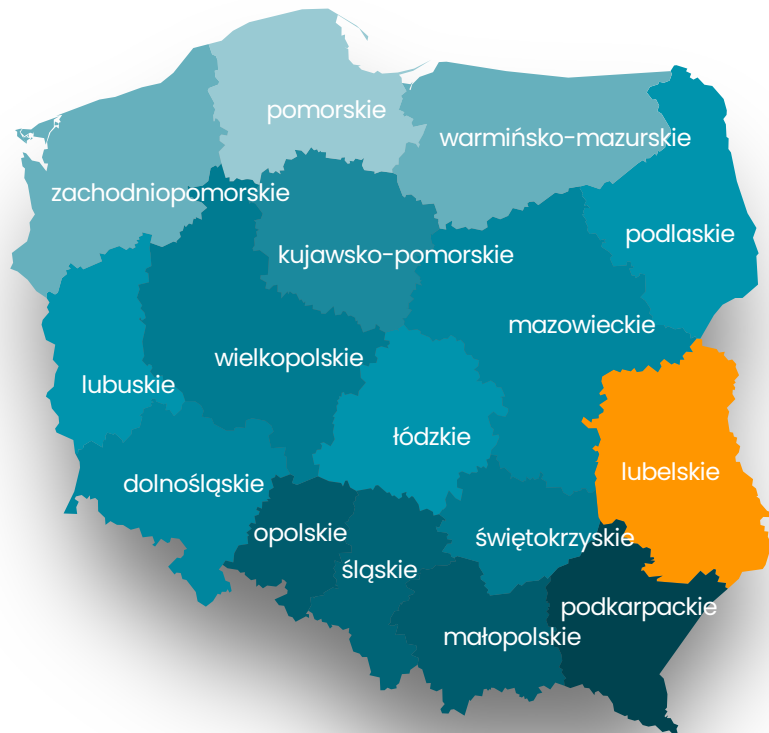 pomorskie
warmińsko-mazurskie
zachodniopomorskie
podlaskie
kujawsko-pomorskie
mazowieckie
wielkopolskie
lubuskie
łódzkie
lubelskie
dolnośląskie
opolskie
świętokrzyskie
śląskie
podkarpackie
małopolskie